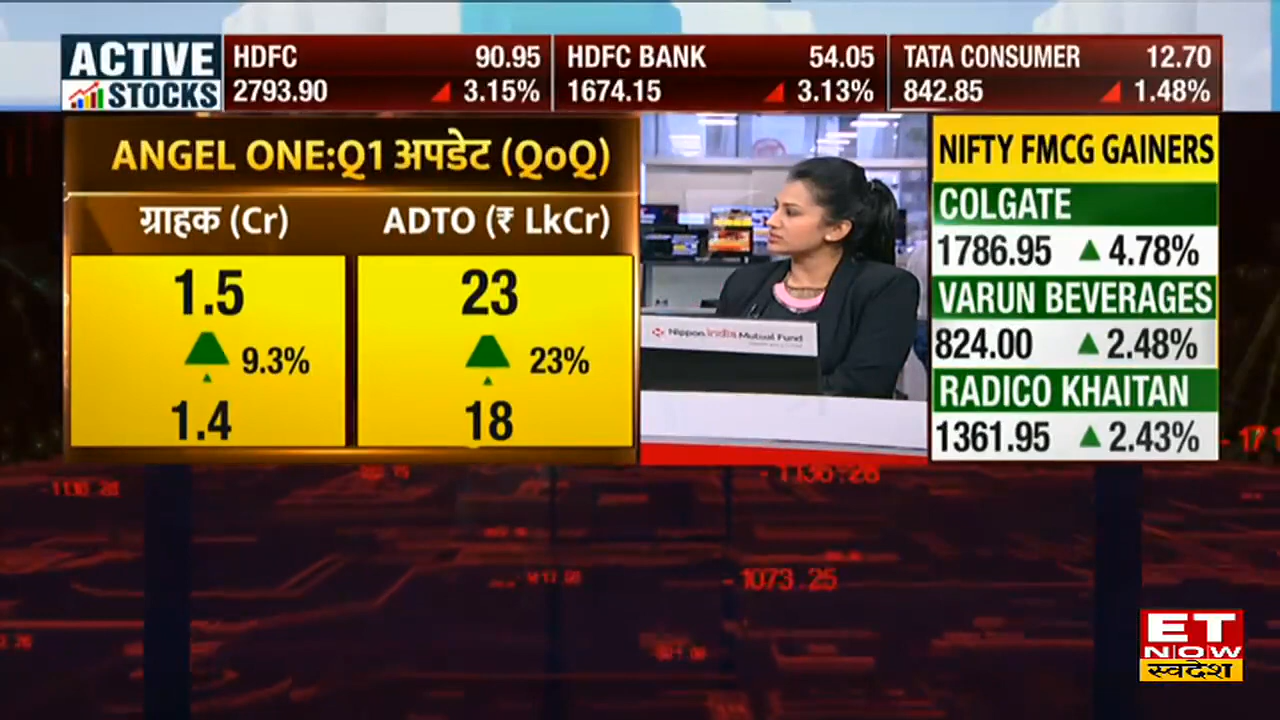 ACTIVE STOCKS
HDFC 90.95
2793.90 3.15%
HDFC BANK 54.05
1674.15 3.13%
TATA CONSUMER 12.70
842.85 1.48%
ANGEL ONE:Q1 अपडेट (QoQ)
ग्राहक (Cr) ADTO (₹ LkCr)
1.5 23
9.3% 23%
1.4 18
Nippon india Mutual Fund
NIFTY FMCG GAINERS
COLGATE
1786.95 4.78%
VARUN BEVERAGES
824.00 2.48%
RADICO KHAITAN
1361.95 2.43%
-1136.28
-1073.25
ET
NOW
स्वदेश